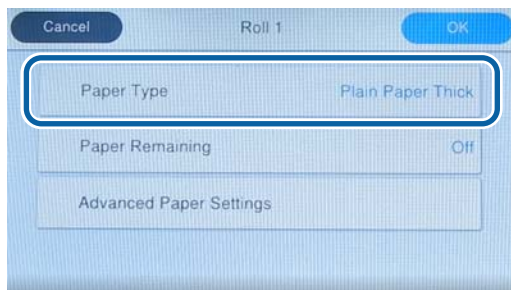 Cancel Roll 1 OK
Paper Type Plain Paper Thick
Paper Remaining Off
Advanced Paper Settings